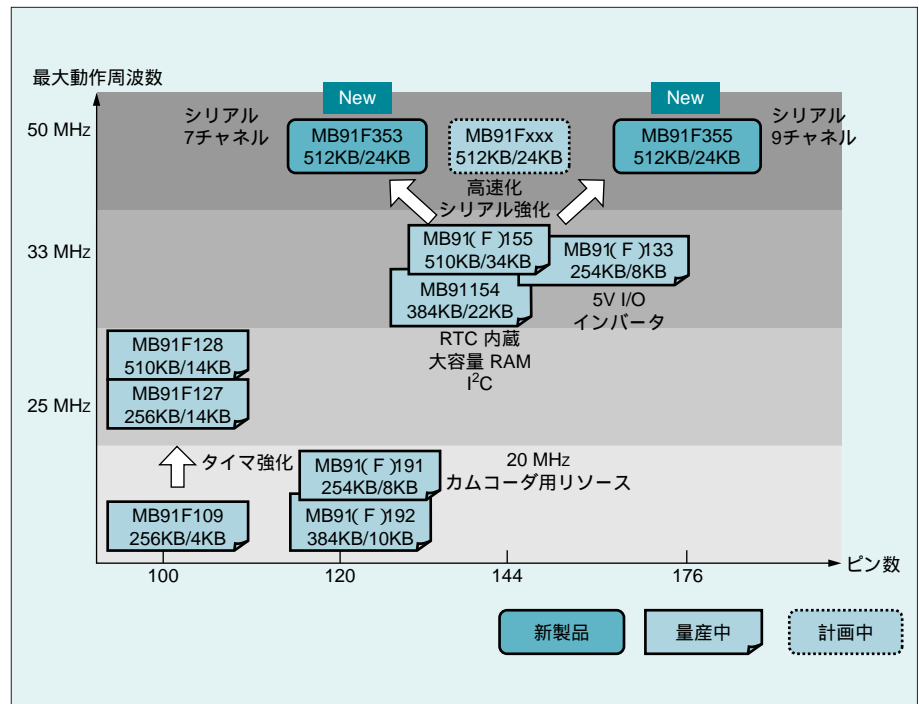 最大動作周波数
New
New
シリアル
7チャネル
シリアル
9チャネル
50 MHz
MB91F353
512KB/24KB
MB91Fxxx
512KB/24KB
MB91F355
512KB/24KB
高速化
シリアル強化
33 MHz
MB91(F)155
510KB/34KB
MB91(F)133
254KB/8KB
MB91154
384KB/22KB
5V I/O
インバータ
RTC 内蔵
大容量 RAM
I²C
MB91F128
510KB/14KB
25 MHz
MB91F127
256KB/14KB
タイマ強化
MB91(F)191
254KB/8KB
20 MHz
カムコーダ用リソース
MB91F109
256KB/4KB
MB91(F)192
384KB/10KB
ピン数
100
120
144
176
新製品
量産中
計画中